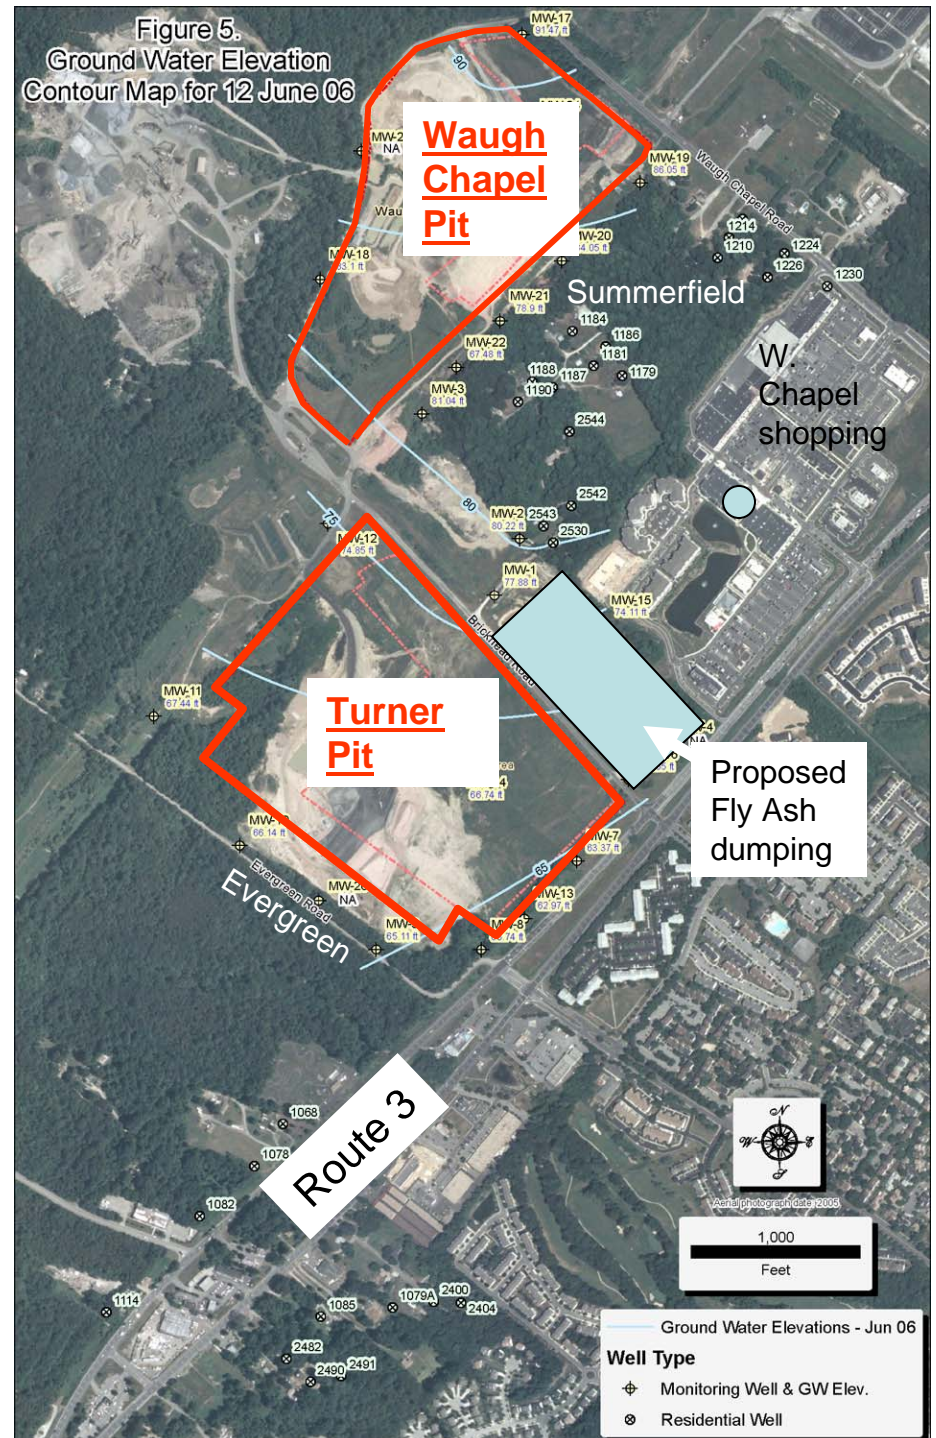 Figure 5.
Ground Water Elevation
Contour Map for 12 June 06
MW-17
91.47 ft
90
Waugh
Chapel
Pit
NA
MW-19
86.05 ft
Waugh Chapel Road
1214
1210
1224
1226
1230
MW-20
MW-18
MW-21
78.9 ft
Summerfield
MW-22
67.48 ft
1184
1186
1181
1179
1188
1187
1190
MW-3
81.04 ft
2544
W.
Chapel
shopping
80
75
MW-2
80.22 ft
2542
2543
2530
MW-12
74.85 ft
MW-1
77.88 ft
MW-15
74.11 ft
Brickhead Road
MW-11
67.44 ft
Turner
Pit
66.74 ft
NA
Proposed
Fly Ash
dumping
66.14 ft
MW-7
63.37 ft
65
Evergreen Road
Evergreen
NA
MW-13
62.97 ft
65.11 ft
MW-8
Route 3
1068
1078
1082
1114
1085
1079A
2400
2404
2482
2490
2491
N
W
E
Aerial photograph date: 2005
1,000
Feet
Ground Water Elevations - Jun 06
Well Type
Monitoring Well & GW Elev.
Residential Well